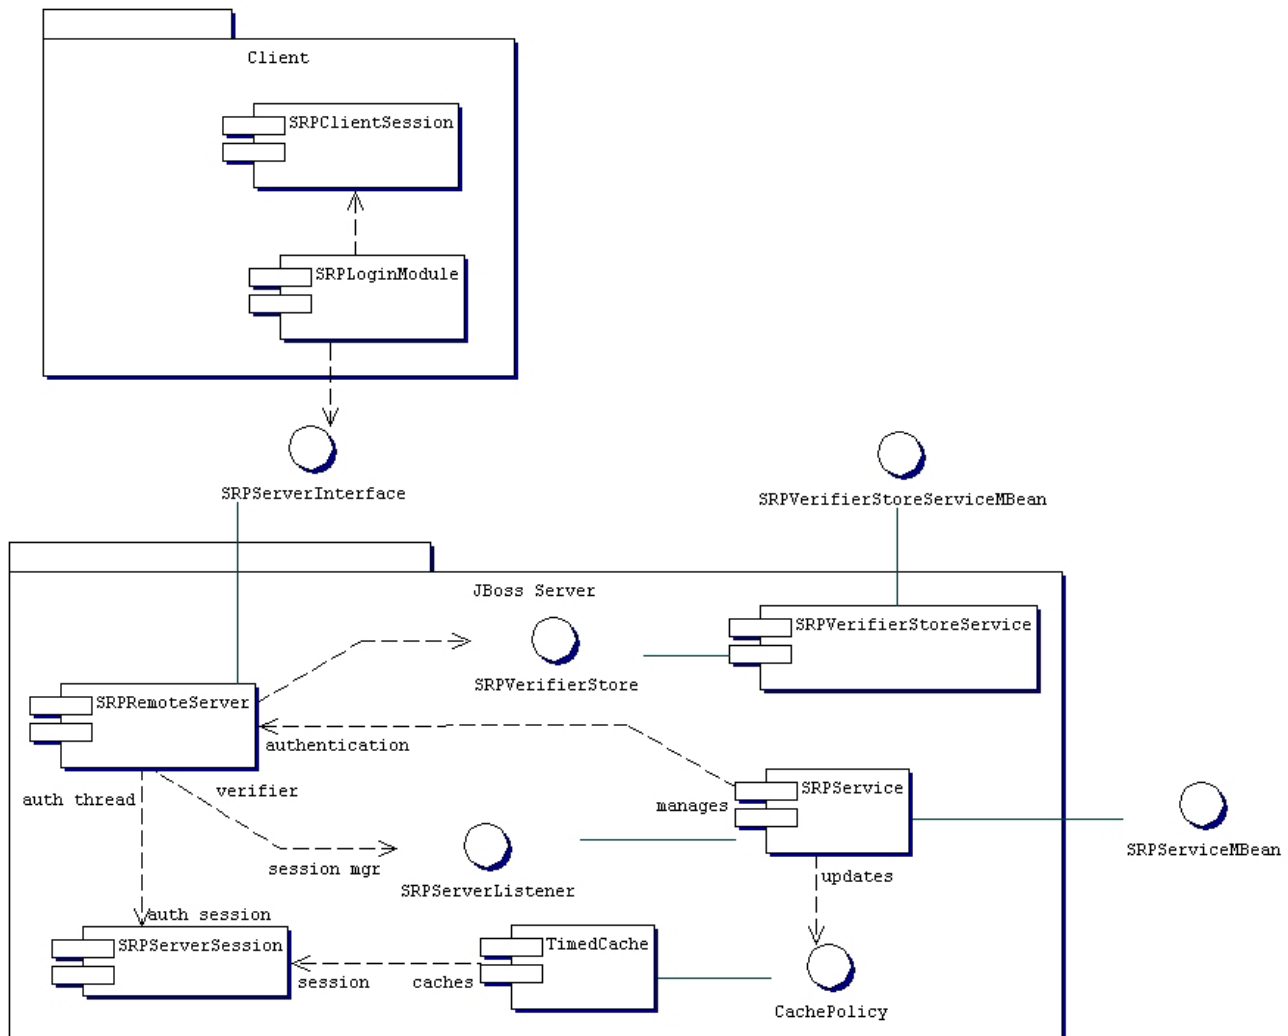 Client
SRPClientSession
SRPLoginModule
SRPServerInterface
SRPVerifierStoreServiceMBean
JBoss Server
SRPVerifierStoreService
SRPVerifierStore
SRPRemoteServer
authentication
SRPService
verifier
auth thread
manages
SRPServiceMBean
session mgr
SRPServerListener
updates
auth session
SRPServerSession
TimedCache
session
caches
CachePolicy